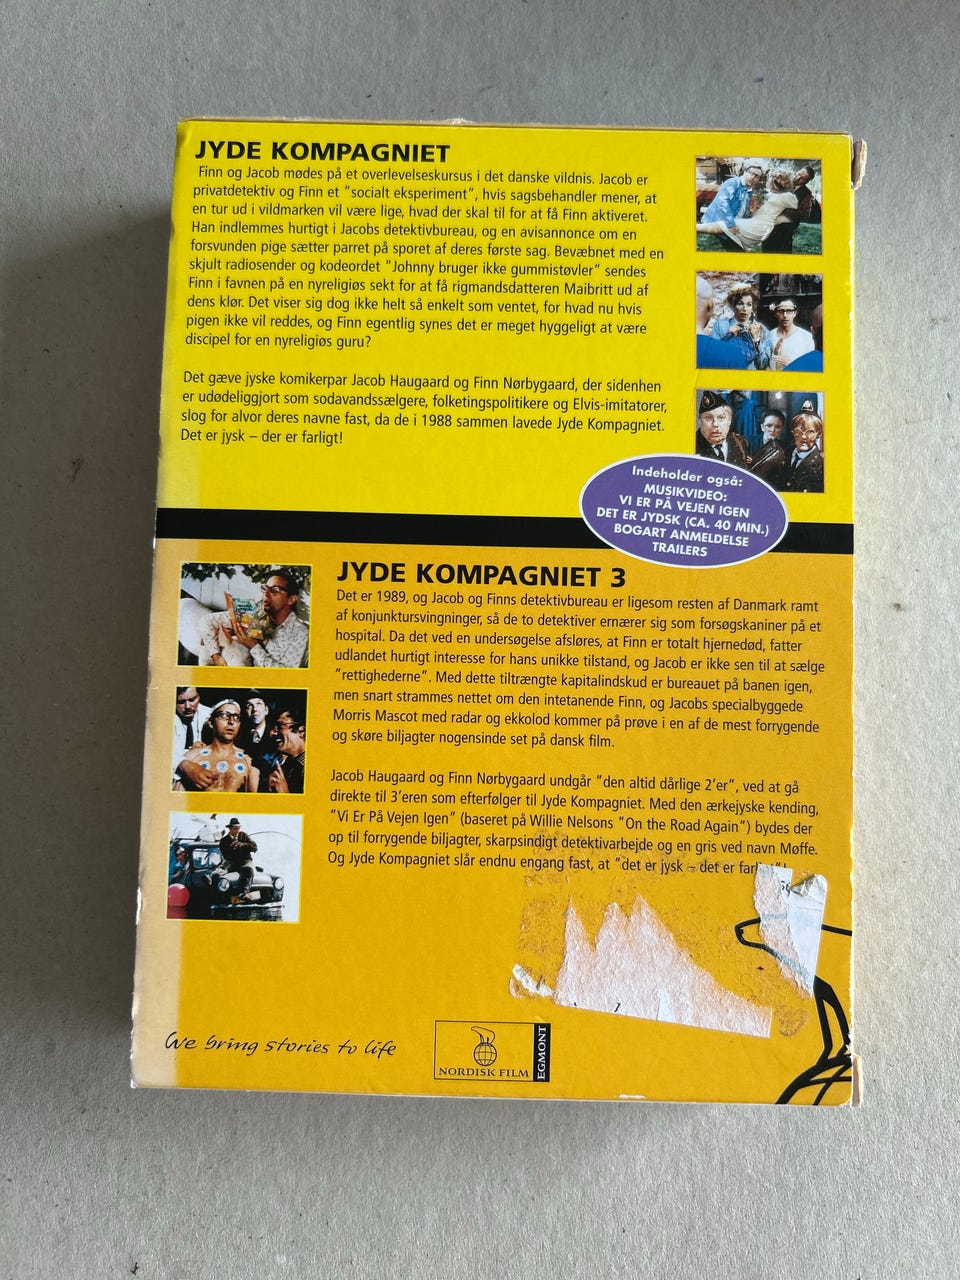 JYDE KOMPAGNIET
Finn og Jacob mødes på et overlevelseskursus i det danske vildnis. Jacob er
privatdetektiv og Finn et "socialt eksperiment", hvis sagsbehandler mener, at
en tur ud i vildmarken vil være lige, hvad der skal til for at få Finn aktiveret.
Han indlemmes hurtigt i Jacobs detektivbureau, og en avisannonce om en
forsvunden pige sætter parret på sporet af deres første sag. Bevæbnet med en
skjult radiosender og kodeordet "Johnny bruger ikke gummistøvler" sendes
Finn i favnen på en nyreligiøs sekt for at få rigmandsdatteren Maibritt ud af
dens klør. Det viser sig dog ikke helt så enkelt som ventet, for hvad nu hvis
pigen ikke vil reddes, og Finn egentlig synes det er meget hyggeligt at være
discipel for en nyreligiøs guru?
Det gæve jyske komikerpar Jacob Haugaard og Finn Nørbygaard, der sidenhen
er udødeliggjort som sodavandssælgere, folketingspolitikere og Elvis-imitatorer,
slog for alvor deres navne fast, da de i 1988 sammen lavede Jyde Kompagniet.
Det er jysk – der er farligt!
Indeholder også:
MUSIKVIDEO:
VI ER PÅ VEJEN IGEN
DET ER JYDSK (CA. 40 MIN.)
BOGART ANMELDELSE
TRAILERS
JYDE KOMPAGNIET 3
Det er 1989, og Jacob og Finns detektivbureau er ligesom resten af Danmark ramt
af konjunktursvingninger, så de to detektiver ernærer sig som forsøgskaniner på et
hospital. Da det ved en undersøgelse afsløres, at Finn er totalt hjernedød, fatter
udlandet hurtigt interesse for hans unikke tilstand, og Jacob er ikke sen til at sælge
"rettighederne". Med dette tiltrængte kapitalindskud er bureauet på banen igen,
men snart strammes nettet om den intetanende Finn, og Jacobs specialbyggede
Morris Mascot med radar og ekkolod kommer på prøve i en af de mest forrygende
og skøre biljagter nogensinde set på dansk film.
Jacob Haugaard og Finn Nørbygaard undgår "den altid dårlige 2'er", ved at gå
direkte til 3'eren som efterfølger til Jyde Kompagniet. Med den ærkejyske kending,
"Vi Er På Vejen Igen" (baseret på Willie Nelsons "On the Road Again") bydes der
op til forrygende biljagter, skarpsindigt detektivarbejde og en gris ved navn Møffe.
Og Jyde Kompagniet slår endnu engang fast, at "det er jysk – det er farligt"!
We bring stories to life
NORDISK FILM
EGMONT